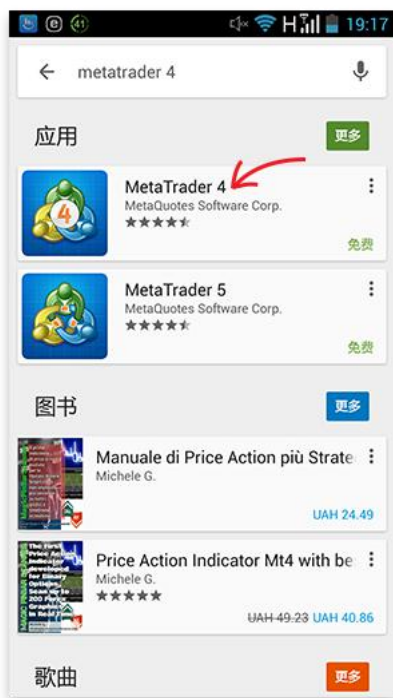 41 H 19:17
metatrader 4
应用 更多
MetaTrader 4
MetaQuotes Software Corp.
免费
MetaTrader 5
MetaQuotes Software Corp.
免费
图书 更多
Manuale di Price Action più Strate
Michele G.
UAH 24.49
Price Action Indicator Mt4 with be
Michele G.
UAH 49.23 UAH 40.86
歌曲 更多